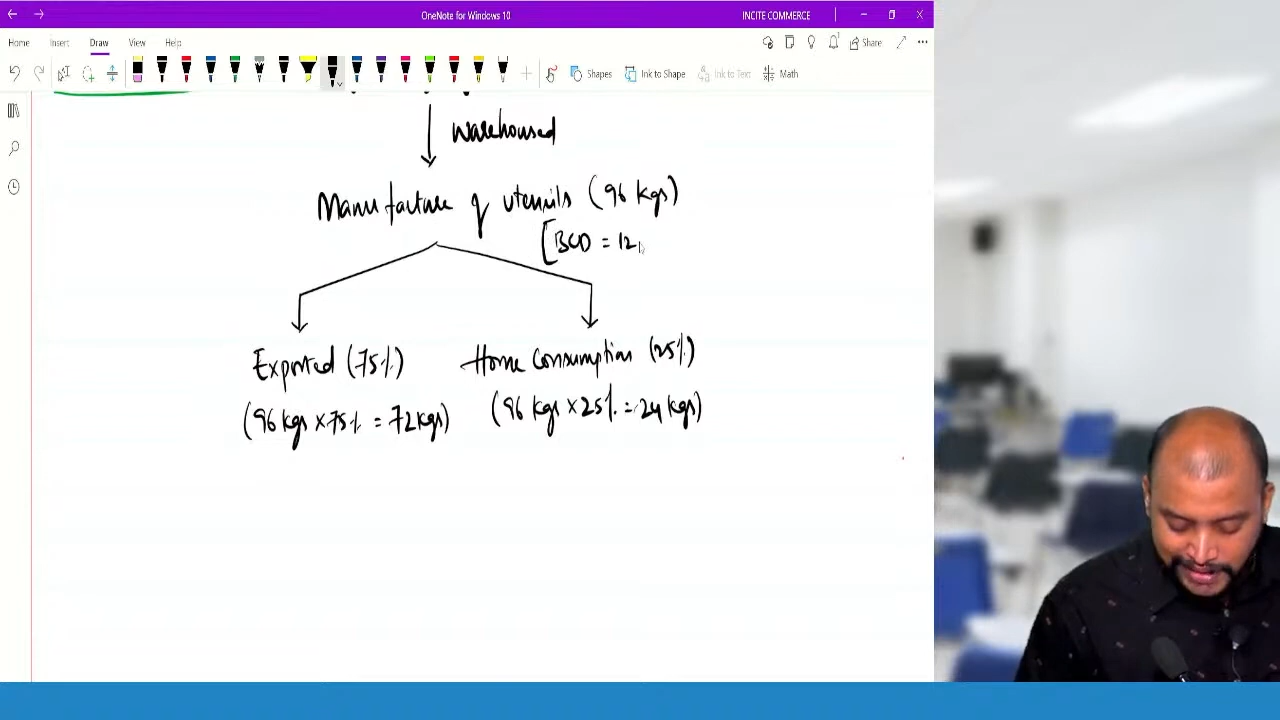 OneNote for Windows 10
INCITE COMMERCE
Home Insert Draw View Help
Share
Shapes
Ink to Shape
Ink to Text
Math
warehoused
Manufacture of utensils (96 kgs)
[BCD = 12
Exported (75%)
Home Consumption (25%)
(96 kgs × 75% = 72 kgs)
(96 kgs × 25% = 24 kgs)